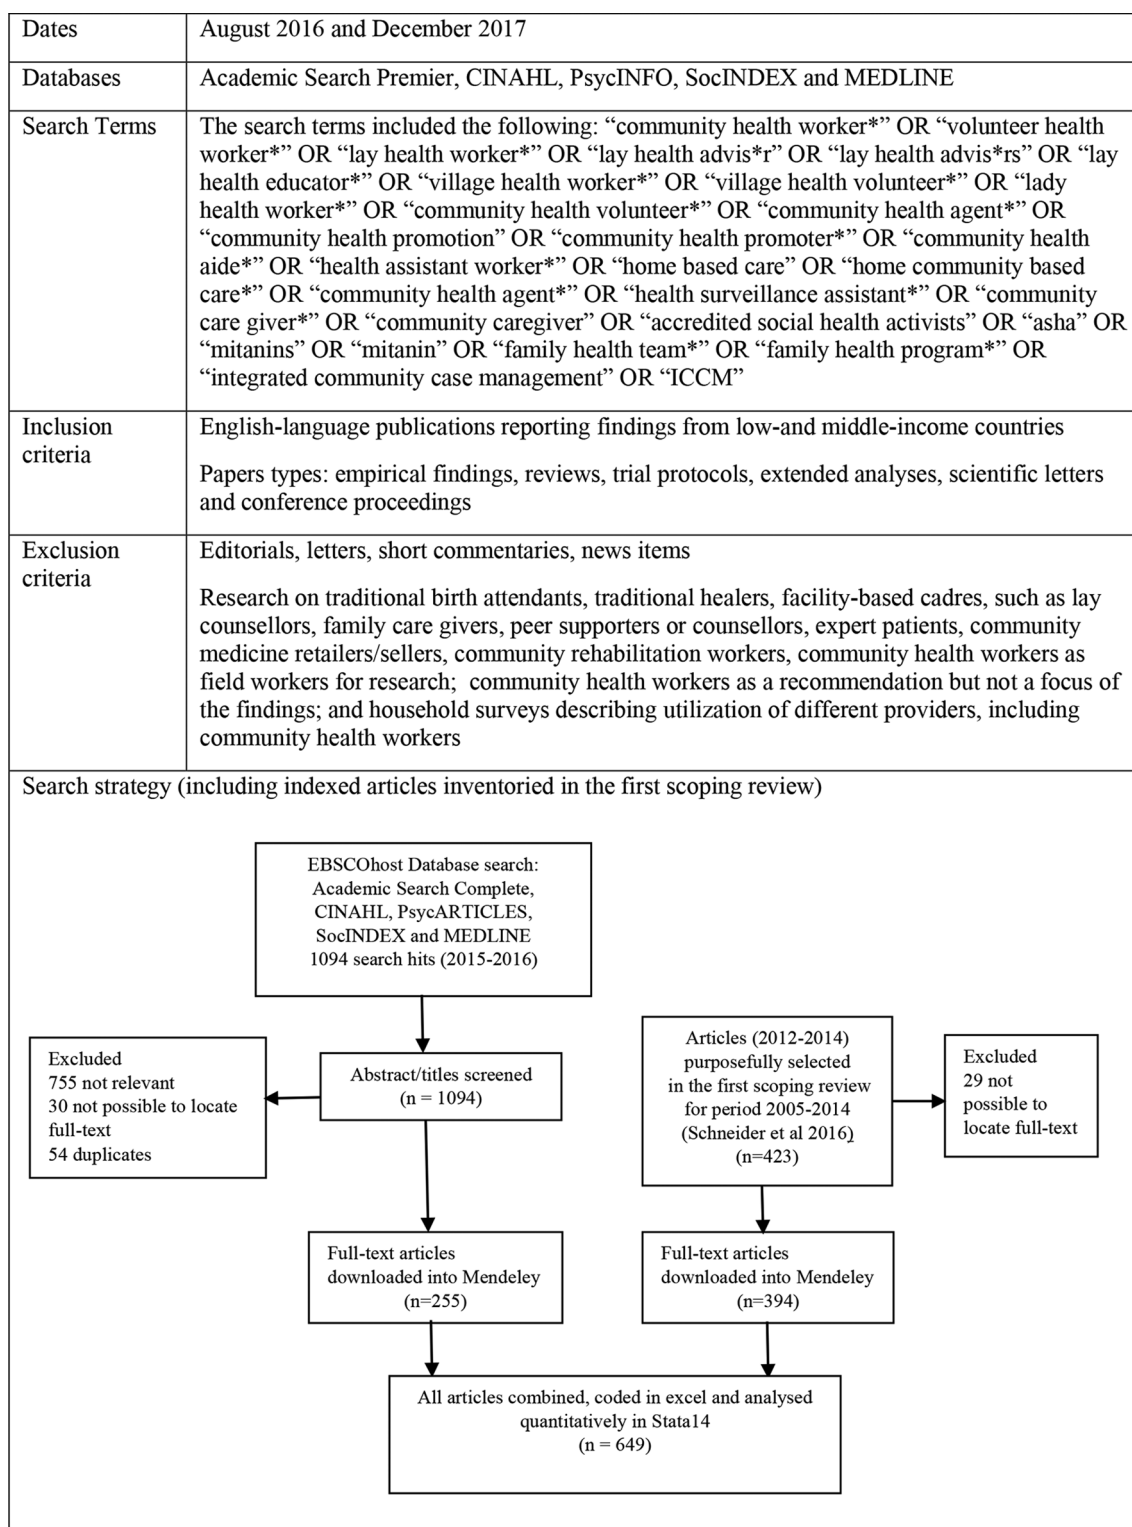 Dates
August 2016 and December 2017
Databases
Academic Search Premier, CINAHL, PsycINFO, SocINDEX and MEDLINE
Search Terms
The search terms included the following: “community health worker*” OR “volunteer health
worker*” OR “lay health worker*” OR “lay health advis*r” OR “lay health advis*rs” OR “lay
health educator*” OR “village health worker*” OR “village health volunteer*” OR “lady
health worker*” OR “community health volunteer*” OR “community health agent*” OR
“community health promotion” OR “community health promoter*” OR “community health
aide*” OR “health assistant worker*” OR “home based care” OR “home community based
care*” OR “community health agent*” OR “health surveillance assistant*” OR “community
care giver*” OR “community caregiver” OR “accredited social health activists” OR “asha” OR
“mitanins” OR “mitanin” OR “family health team*” OR “family health program*” OR
“integrated community case management” OR “ICCM”
Inclusion
criteria
English-language publications reporting findings from low-and middle-income countries
Papers types: empirical findings, reviews, trial protocols, extended analyses, scientific letters
and conference proceedings
Exclusion
criteria
Editorials, letters, short commentaries, news items
Research on traditional birth attendants, traditional healers, facility-based cadres, such as lay
counsellors, family care givers, peer supporters or counsellors, expert patients, community
medicine retailers/sellers, community rehabilitation workers, community health workers as
field workers for research;  community health workers as a recommendation but not a focus of
the findings; and household surveys describing utilization of different providers, including
community health workers
Search strategy (including indexed articles inventoried in the first scoping review)
EBSCOhost Database search:
Academic Search Complete,
CINAHL, PsycARTICLES,
SocINDEX and MEDLINE
1094 search hits (2015-2016)
Excluded
755 not relevant
30 not possible to locate
full-text
54 duplicates
Abstract/titles screened
(n = 1094)
Articles (2012-2014)
purposefully selected
in the first scoping review
for period 2005-2014
(Schneider et al 2016)
(n=423)
Excluded
29 not
possible to
locate full-text
Full-text articles
downloaded into Mendeley
(n=255)
Full-text articles
downloaded into Mendeley
(n=394)
All articles combined, coded in excel and analysed
quantitatively in Stata14
(n = 649)